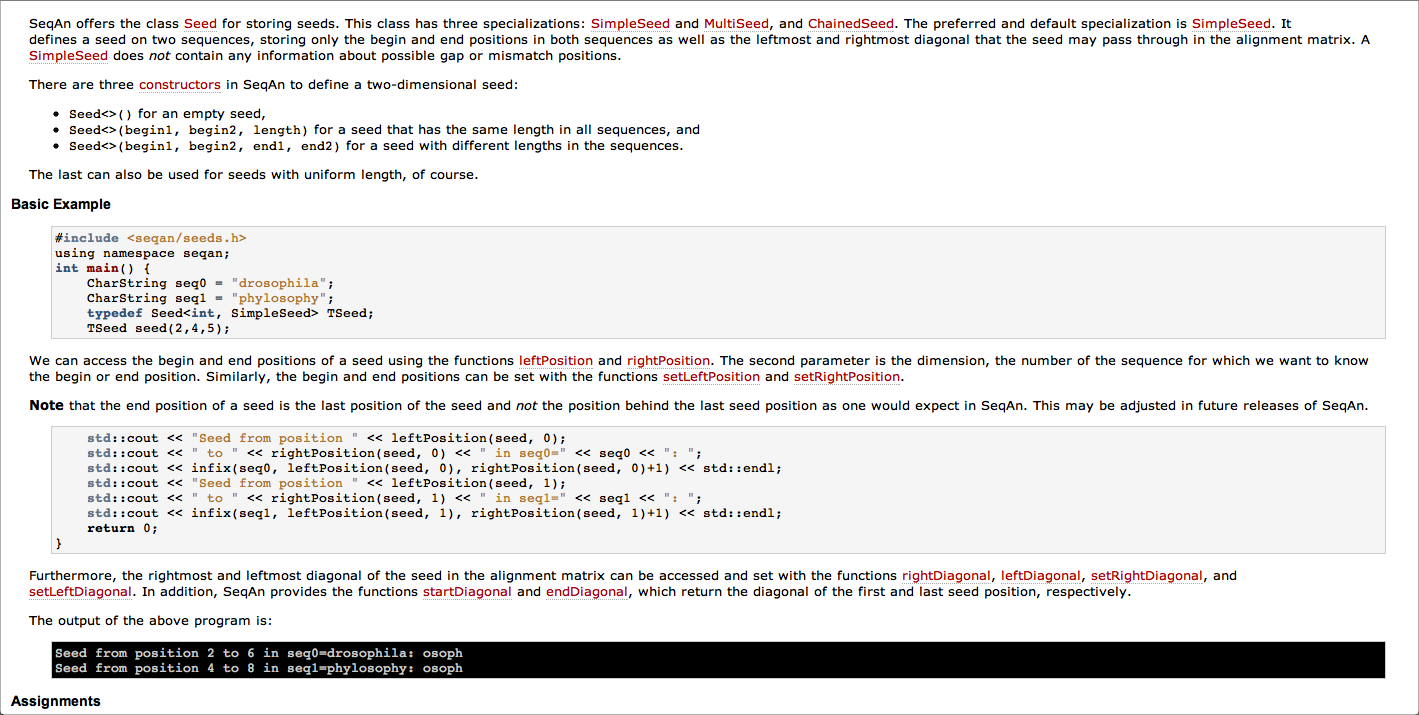 SeqAn offers the class Seed for storing seeds. This class has three specializations: SimpleSeed and MultiSeed, and ChainedSeed. The preferred and default specialization is SimpleSeed. It
defines a seed on two sequences, storing only the begin and end positions in both sequences as well as the leftmost and rightmost diagonal that the seed may pass through in the alignment matrix. A
SimpleSeed does not contain any information about possible gap or mismatch positions.
There are three constructors in SeqAn to define a two-dimensional seed:
• Seed<>() for an empty seed,
• Seed<>(begin1, begin2, length) for a seed that has the same length in all sequences, and
• Seed<>(begin1, begin2, end1, end2) for a seed with different lengths in the sequences.
The last can also be used for seeds with uniform length, of course.
Basic Example
#include <seqan/seeds.h>
using namespace seqan;
int main() {
    CharString seq0 = "drosophila";
    CharString seq1 = "phylosophy";
    typedef Seed<int, SimpleSeed> TSeed;
    TSeed seed(2,4,5);
We can access the begin and end positions of a seed using the functions leftPosition and rightPosition. The second parameter is the dimension, the number of the sequence for which we want to know
the begin or end position. Similarly, the begin and end positions can be set with the functions setLeftPosition and setRightPosition.
Note that the end position of a seed is the last position of the seed and not the position behind the last seed position as one would expect in SeqAn. This may be adjusted in future releases of SeqAn.
    std::cout << "Seed from position " << leftPosition(seed, 0);
    std::cout << " to " << rightPosition(seed, 0) << " in seq0=" << seq0 << ": ";
    std::cout << infix(seq0, leftPosition(seed, 0), rightPosition(seed, 0)+1) << std::endl;
    std::cout << "Seed from position " << leftPosition(seed, 1);
    std::cout << " to " << rightPosition(seed, 1) << " in seq1=" << seq1 << ": ";
    std::cout << infix(seq1, leftPosition(seed, 1), rightPosition(seed, 1)+1) << std::endl;
    return 0;
}
Furthermore, the rightmost and leftmost diagonal of the seed in the alignment matrix can be accessed and set with the functions rightDiagonal, leftDiagonal, setRightDiagonal, and
setLeftDiagonal. In addition, SeqAn provides the functions startDiagonal and endDiagonal, which return the diagonal of the first and last seed position, respectively.
The output of the above program is:
Seed from position 2 to 6 in seq0=drosophila: osoph
Seed from position 4 to 8 in seq1=phylosophy: osoph
Assignments